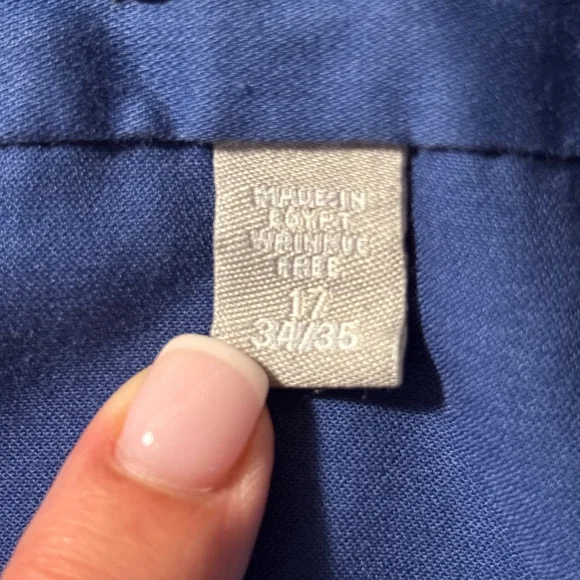 MADE IN
EGYPT
WRINKLE
FREE
17
34/35